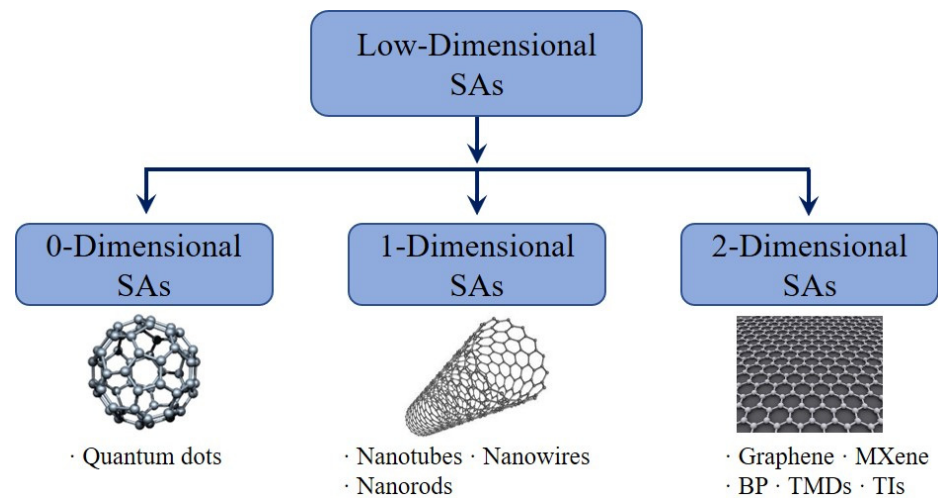 Low-Dimensional
SAs
0-Dimensional
SAs
1-Dimensional
SAs
2-Dimensional
SAs
· Quantum dots
· Nanotubes · Nanowires
· Nanorods
· Graphene · MXene
· BP · TMDs · TIs